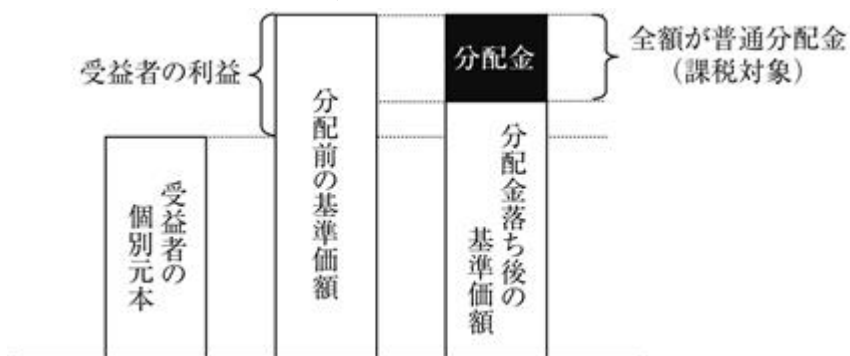 受益者の利益
分配前の基準価額
分配金
全額が普通分配金
（課税対象）
受益者の
個別元本
分配金落ち後の
基準価額